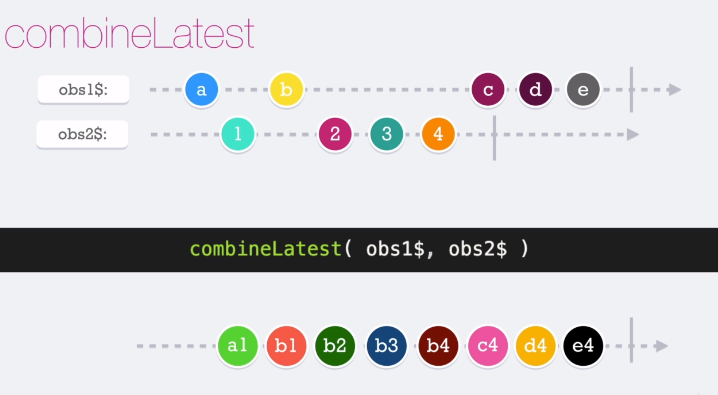 combineLatest
obs1$: a b c d e
obs2$: 1 2 3 4
combineLatest( obs1$, obs2$ )
a1 b1 b2 b3 b4 c4 d4 e4